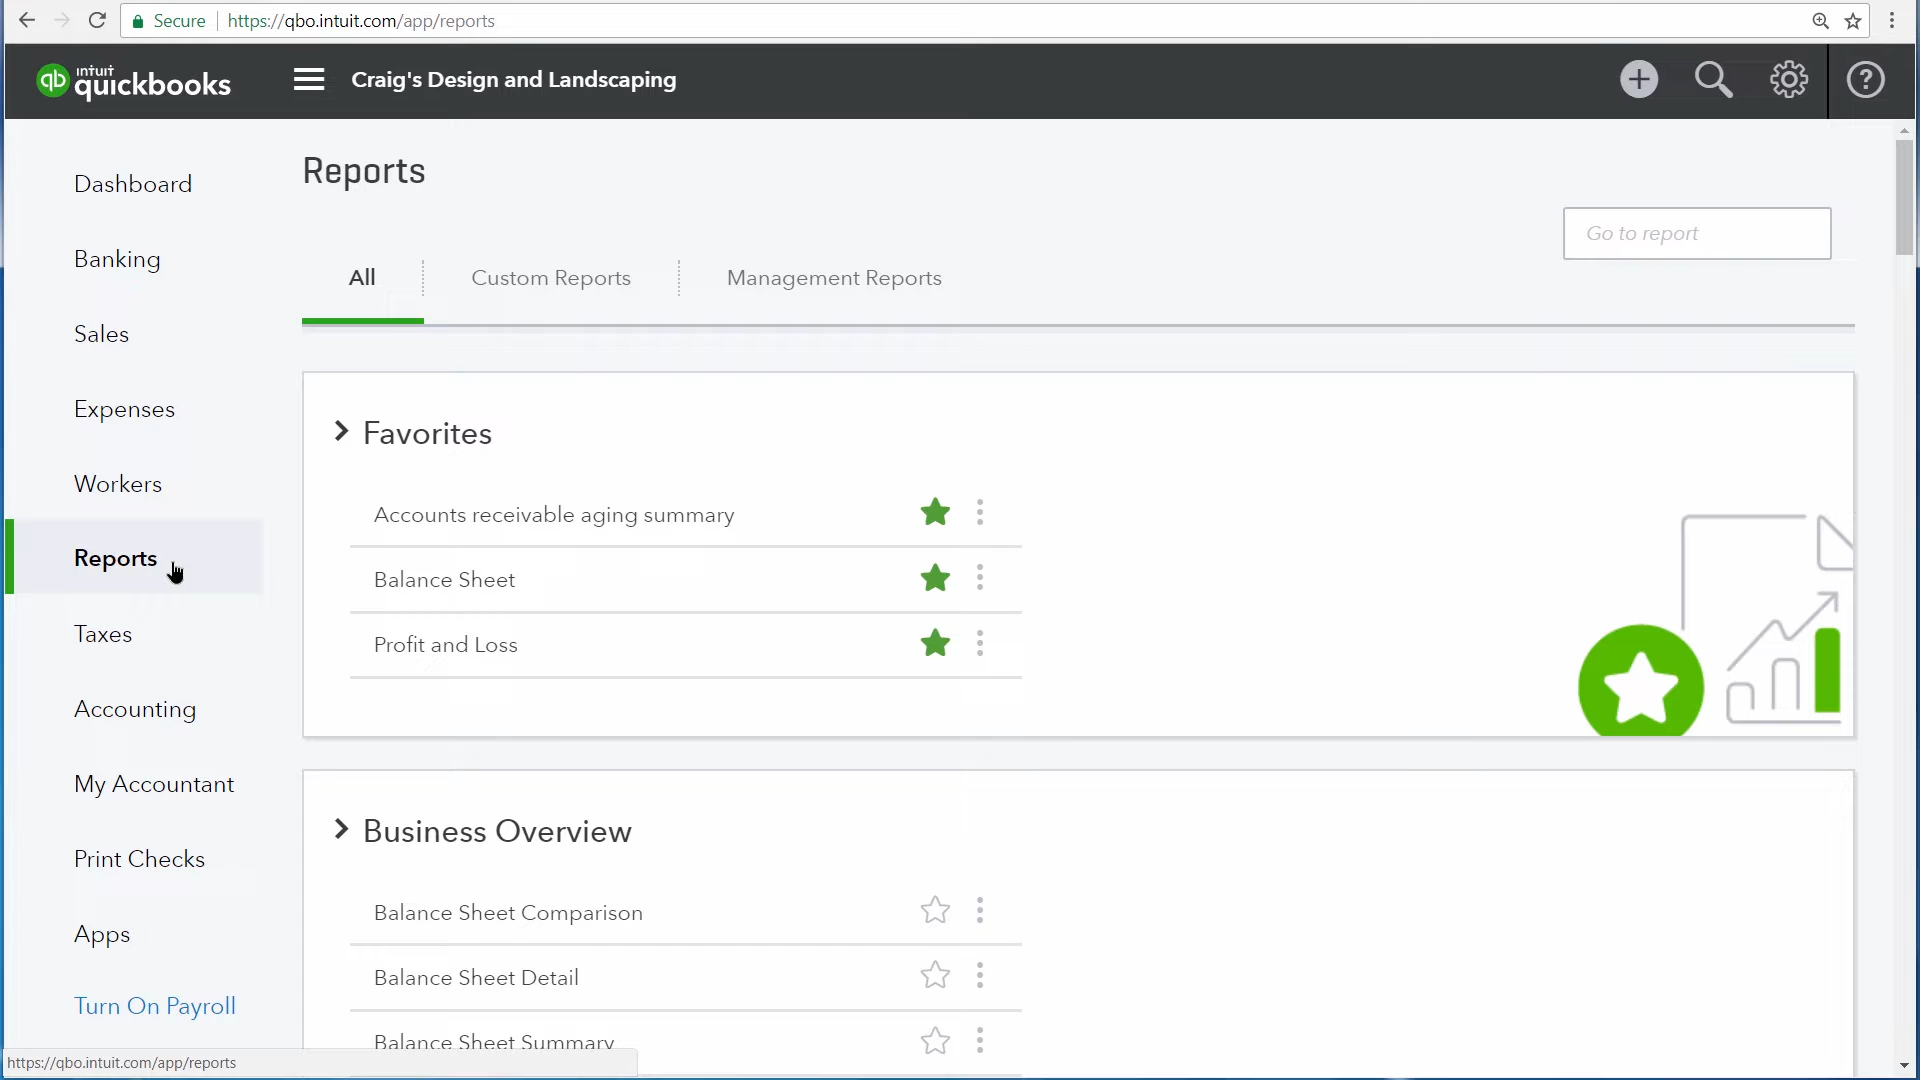 Secure https://qbo.intuit.com/app/reports
qb intuit quickbooks Craig's Design and Landscaping
Reports
Go to report
All Custom Reports Management Reports
Dashboard
Banking
Sales
Expenses
Workers
Reports
Taxes
Accounting
My Accountant
Print Checks
Apps
Turn On Payroll
Favorites
Accounts receivable aging summary
Balance Sheet
Profit and Loss
Business Overview
Balance Sheet Comparison
Balance Sheet Detail
Balance Sheet Summary
https://qbo.intuit.com/app/reports